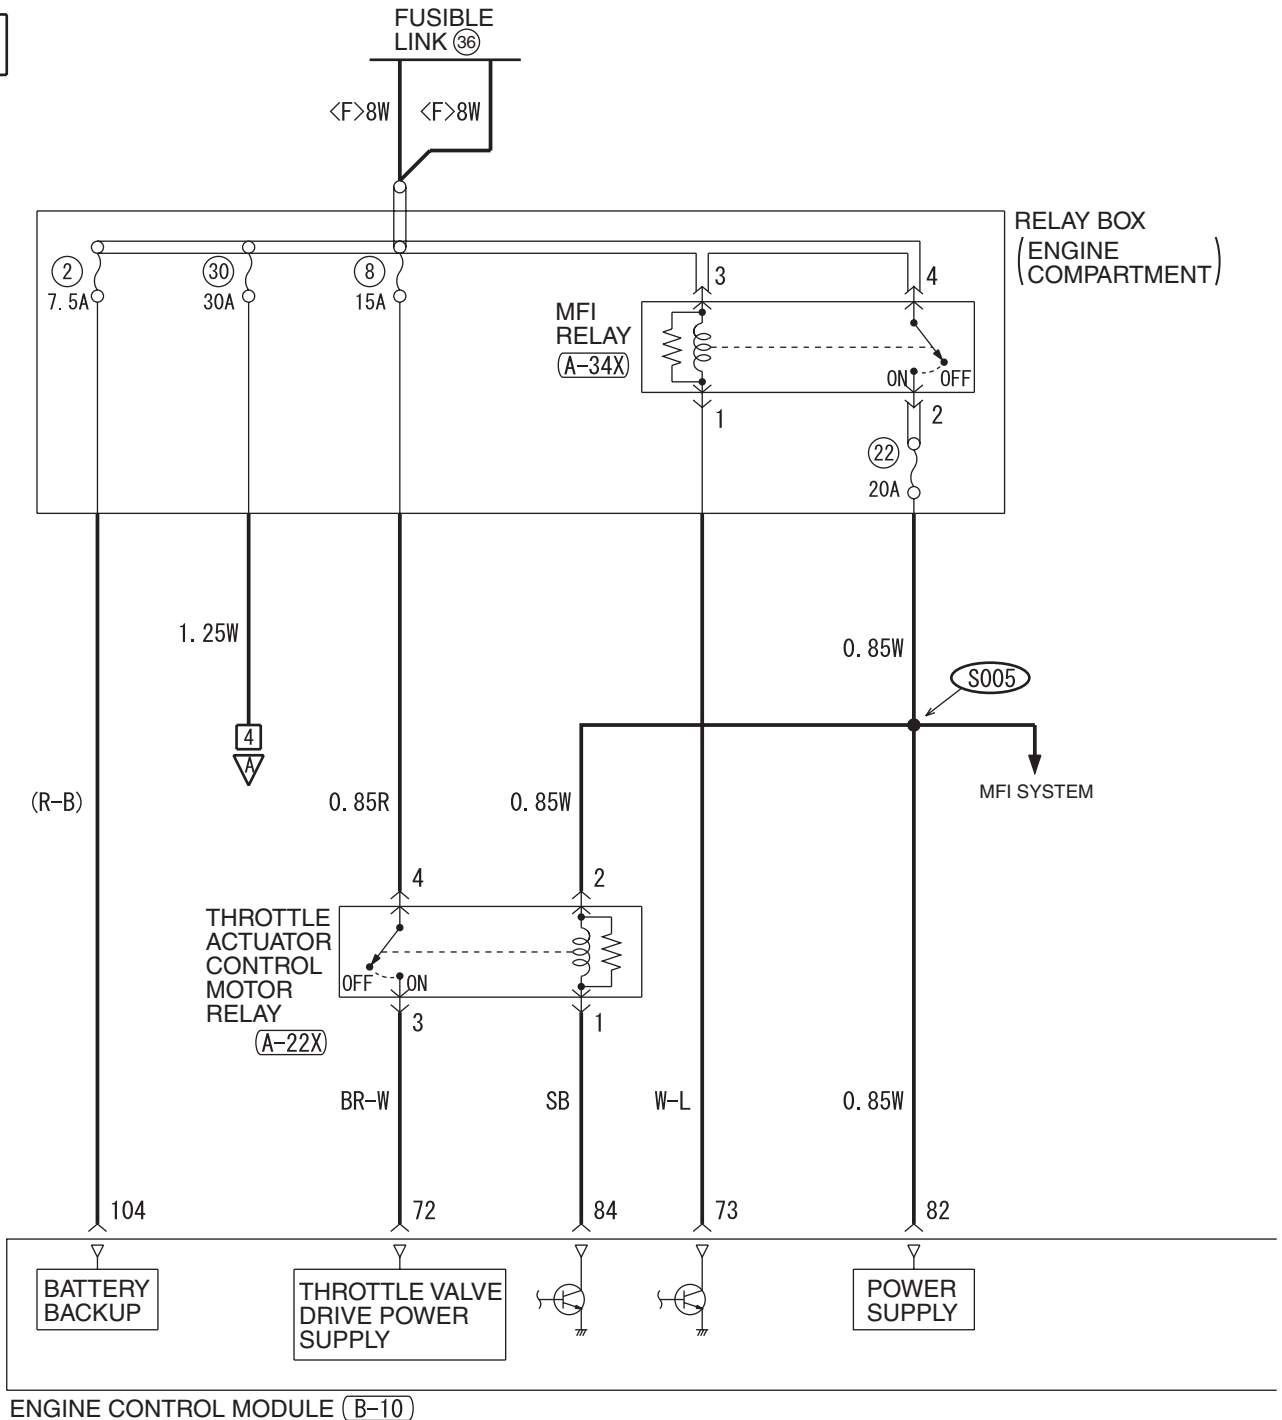 FUSIBLE
LINK 36
<F>8W
<F>8W
RELAY BOX
(ENGINE
COMPARTMENT)
2
7.5A
30
30A
8
15A
3
4
MFI
RELAY
A-34X
ON
OFF
1
2
22
20A
1.25W
0.85W
S005
4
A
MFI SYSTEM
(R-B)
0.85R
0.85W
4
2
THROTTLE
ACTUATOR
CONTROL
MOTOR
RELAY
A-22X
OFF
ON
3
1
BR-W
SB
W-L
0.85W
104
72
84
73
82
BATTERY
BACKUP
THROTTLE VALVE
DRIVE POWER
SUPPLY
POWER
SUPPLY
ENGINE CONTROL MODULE B-10